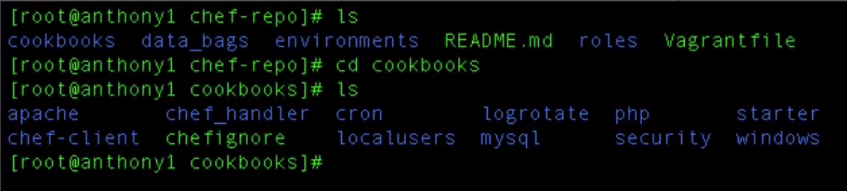 [root@anthony1 chef-repo]# ls
cookbooks  data_bags  environments  README.md  roles  Vagrantfile
[root@anthony1 chef-repo]# cd cookbooks
[root@anthony1 cookbooks]# ls
apache       chef_handler  cron        logrotate  php       starter
chef-client  chefignore    localusers  mysql      security  windows
[root@anthony1 cookbooks]#